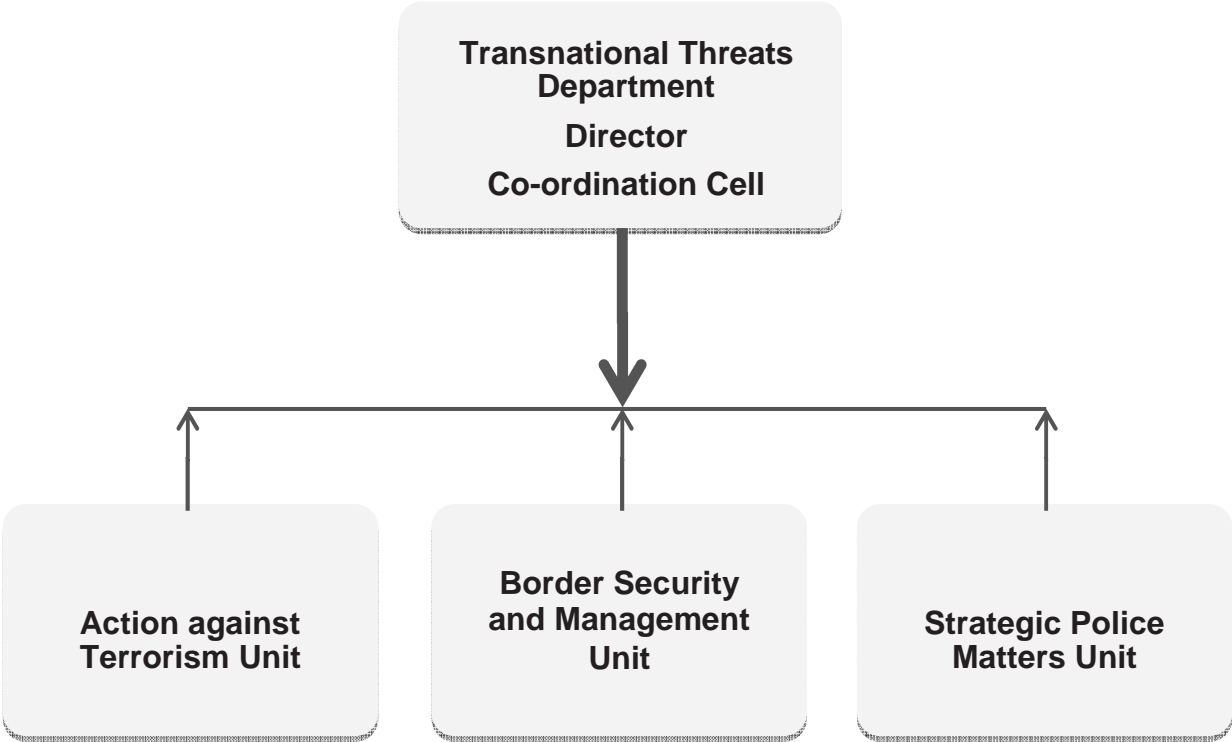 Transnational Threats
Department
Director
Co-ordination Cell
Action against
Terrorism Unit
Border Security
and Management
Unit
Strategic Police
Matters Unit